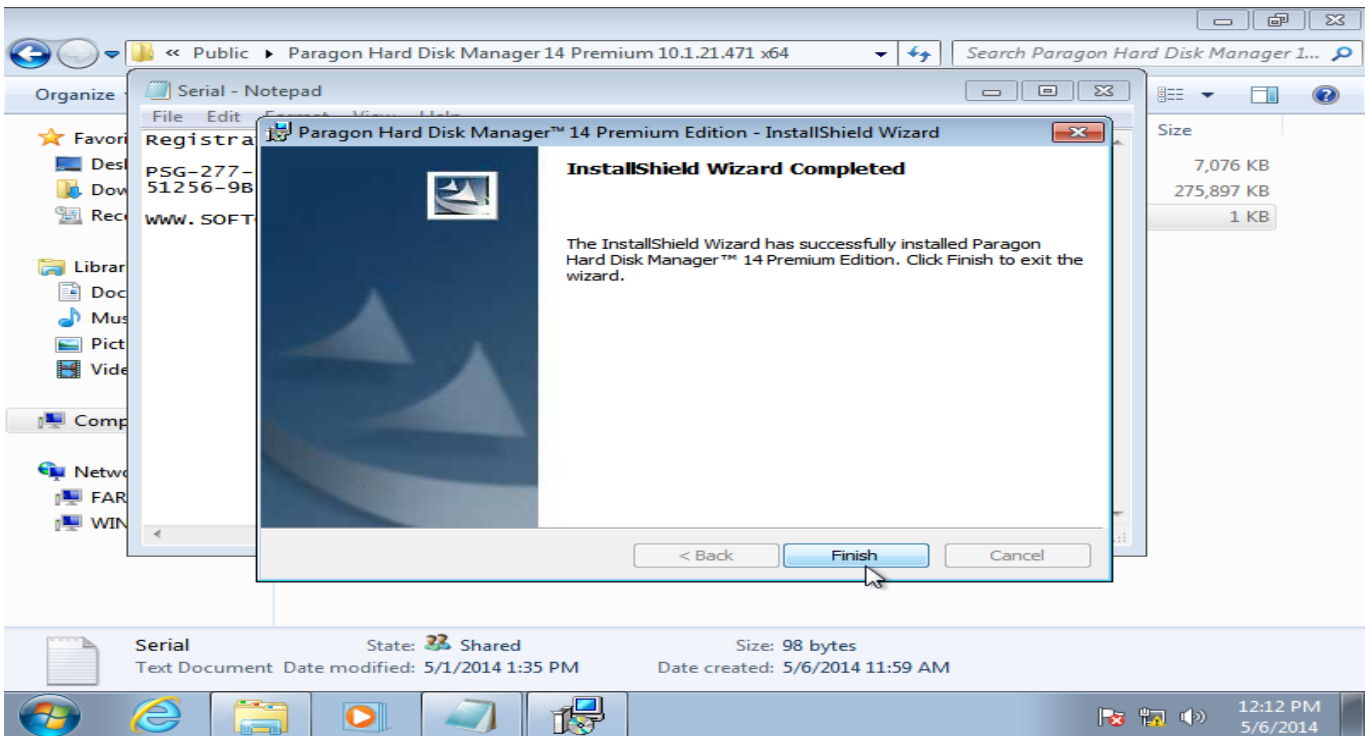 « Public ▸ Paragon Hard Disk Manager 14 Premium 10.1.21.471 x64
Search Paragon Hard Disk Manager 1...
Organize
Serial - Notepad
File Edit Format View Help
Registra
PSG-277-
51256-9B
WWW.SOFT
Paragon Hard Disk Manager™ 14 Premium Edition - InstallShield Wizard
InstallShield Wizard Completed
The InstallShield Wizard has successfully installed Paragon
Hard Disk Manager™ 14 Premium Edition. Click Finish to exit the
wizard.
< Back
Finish
Cancel
Size
7,076 KB
275,897 KB
1 KB
Favori
Desl
Dow
Rece
Librar
Doc
Mus
Pict
Vide
Comp
Netwo
FAR
WIN
Serial
State: Shared
Size: 98 bytes
Text Document Date modified: 5/1/2014 1:35 PM
Date created: 5/6/2014 11:59 AM
12:12 PM
5/6/2014